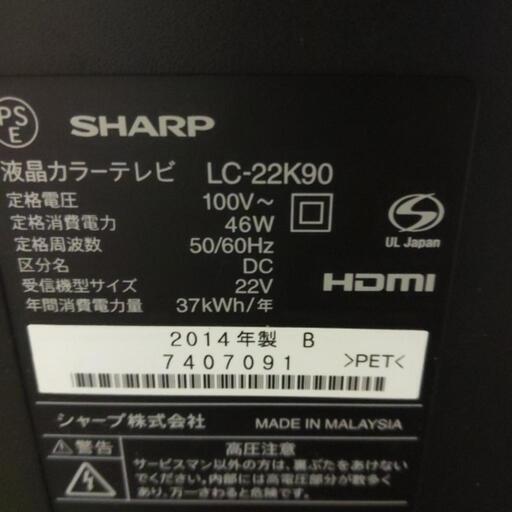 PS
E
SHARP
液晶カラーテレビ LC-22K90
定格電圧 100V～
定格消費電力 46W
定格周波数 50/60Hz
区分名 DC
受信機型サイズ 22V
年間消費電力量 37kWh/年
S
UL Japan
HDMI
2014年製 B
7407091 >PET<
シャープ株式会社 MADE IN MALAYSIA
警告 高圧注意
サービスマン以外の方は、裏ぶたをあけない
でください。内部には高電圧部分が数多く
あり、万一さわると危険です。